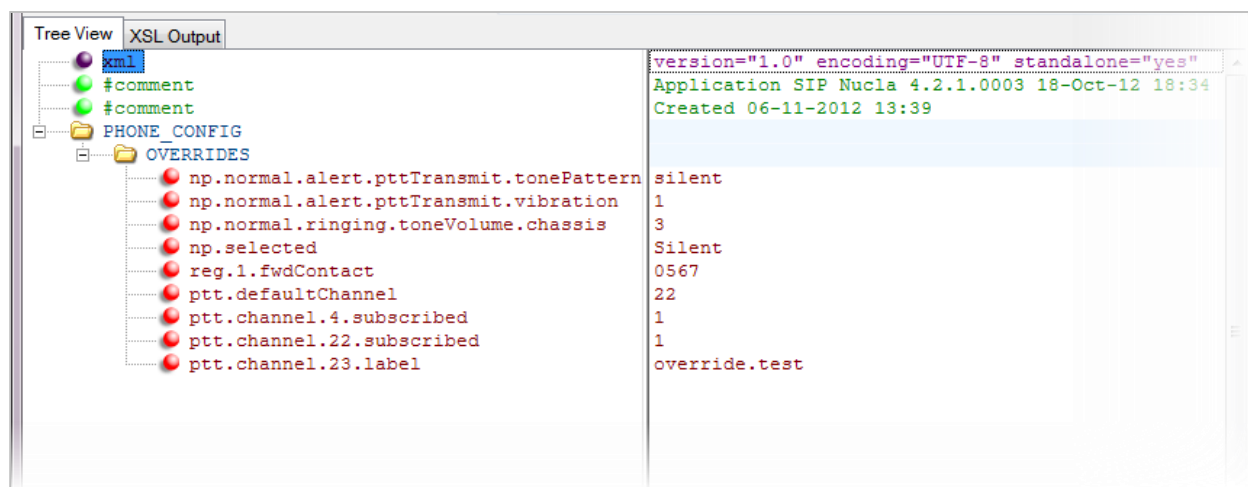 Tree View XSL Output
xml version="1.0" encoding="UTF-8" standalone="yes"
#comment Application SIP Nucla 4.2.1.0003 18-Oct-12 18:34
#comment Created 06-11-2012 13:39
PHONE_CONFIG
OVERRIDES
np.normal.alert.pttTransmit.tonePattern silent
np.normal.alert.pttTransmit.vibration 1
np.normal.ringing.toneVolume.chassis 3
np.selected Silent
reg.1.fwdContact 0567
ptt.defaultChannel 22
ptt.channel.4.subscribed 1
ptt.channel.22.subscribed 1
ptt.channel.23.label override.test